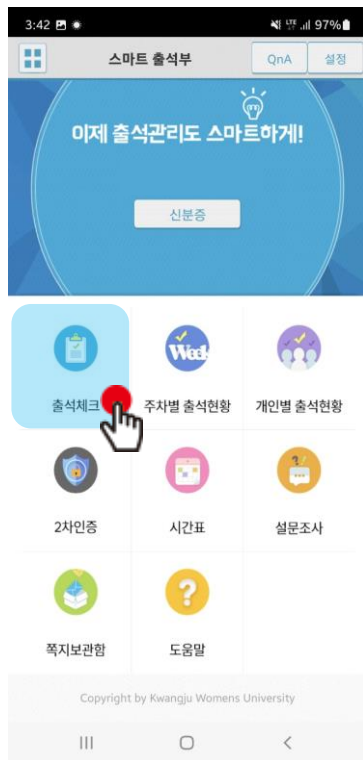 3:42 LTE 97%
스마트 출석부 QnA 설정
이제 출석관리도 스마트하게!
신분증
Week
출석체크 주차별 출석현황 개인별 출석현황
2차인증 시간표 설문조사
?
쪽지보관함 도움말
Copyright by Kwangju Womens University